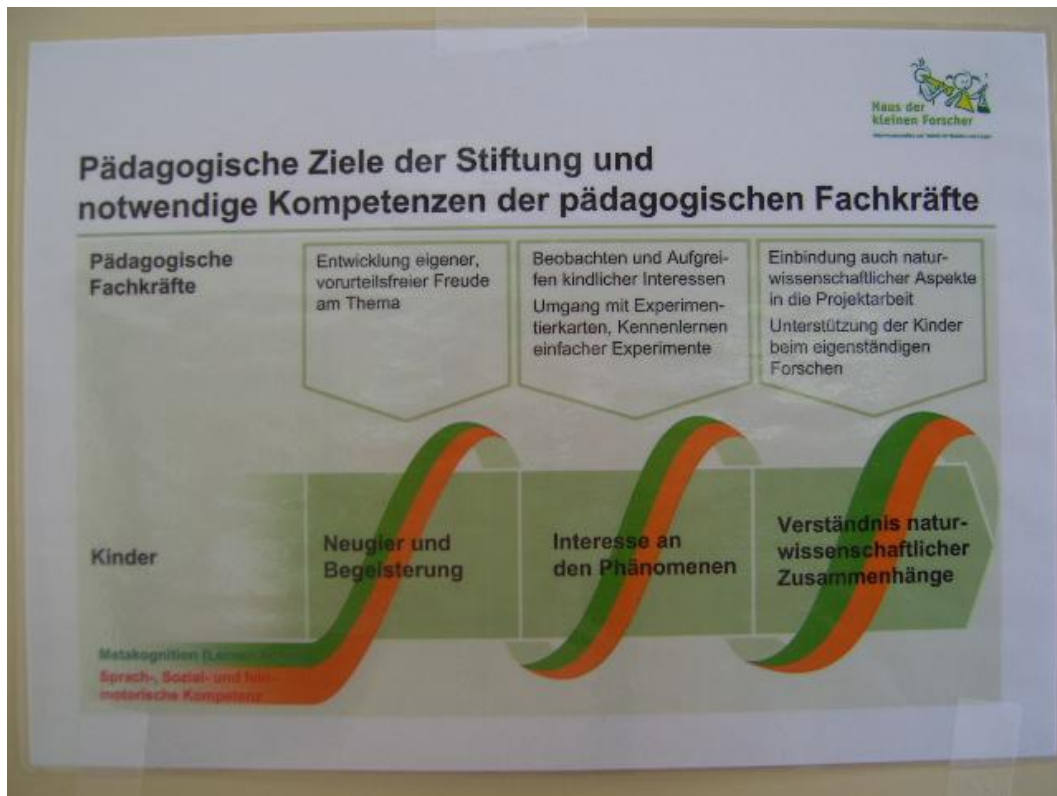 Haus der
kleinen Forscher
Pädagogische Ziele der Stiftung und
notwendige Kompetenzen der pädagogischen Fachkräfte
Pädagogische
Fachkräfte
Entwicklung eigener,
vorurteilsfreier Freude
am Thema
Beobachten und Aufgrei-
fen kindlicher Interessen
Umgang mit Experimen-
tierkarten, Kennenlernen
einfacher Experimente
Einbindung auch natur-
wissenschaftlicher Aspekte
in die Projektarbeit
Unterstützung der Kinder
beim eigenständigen
Forschen
Kinder
Neugier und
Begeisterung
Interesse an
den Phänomenen
Verständnis natur-
wissenschaftlicher
Zusammenhänge
Metakognition
Sprach-, Sozial- und fein-
motorische Kompetenz